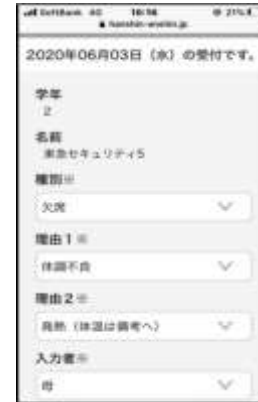 SoftBank 4G 16:56 21%
2020年06月03日（水）の受付です。
学年
2
名前
東急セキュリティ5
種別※
欠席
理由1※
体調不良
理由2※
発熱（体温は備考へ）
入力者※
母